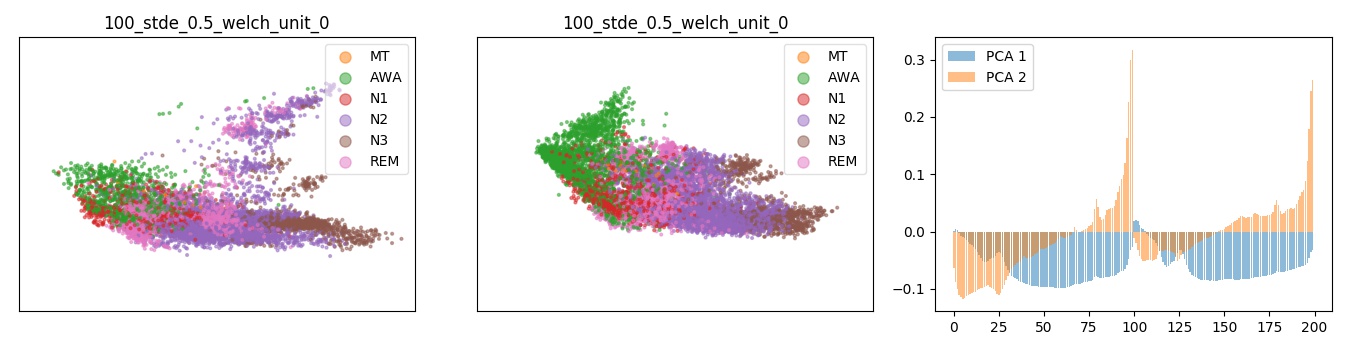 100_stde_0.5_welch_unit_0
MT
AWA
N1
N2
N3
REM
100_stde_0.5_welch_unit_0
MT
AWA
N1
N2
N3
REM
PCA 1
PCA 2
0.3
0.2
0.1
0.0
−0.1
0 25 50 75 100 125 150 175 200